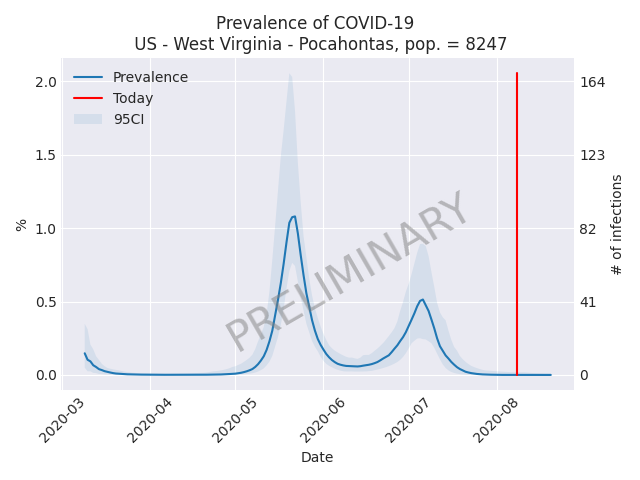 Prevalence of COVID-19
US - West Virginia - Pocahontas, pop. = 8247
Prevalence
Today
95CI
2.0
1.5
1.0
0.5
0.0
%
164
123
82
41
0
# of infections
PRELIMINARY
2020-03
2020-04
2020-05
2020-06
2020-07
2020-08
Date